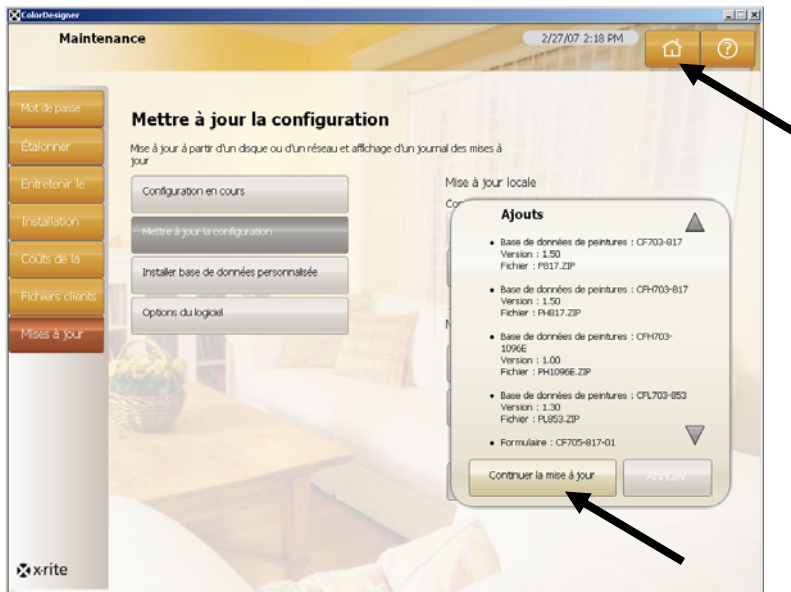 ColorDesigner
Maintenance
2/27/07 2:18 PM
?
Mot de passe
Étalonner
Entretenir le
Installation
Coûts de la
Fichiers clients
Mises à jour
Mettre à jour la configuration
Mise à jour à partir d'un disque ou d'un réseau et affichage d'un journal des mises à
jour
Configuration en cours
Mettre à jour la configuration
Installer base de données personnalisée
Options du logiciel
Mise à jour locale
Ajouts
• Base de données de peintures : CF703-817
Version : 1.50
Fichier : P817.ZIP
• Base de données de peintures : CFH703-817
Version : 1.50
Fichier : PH817.ZIP
• Base de données de peintures : CFH703-
1096E
Version : 1.00
Fichier : PH1096E.ZIP
• Base de données de peintures : CFL703-853
Version : 1.30
Fichier : PL853.ZIP
• Formulaire : CF705-817-01
Continuer la mise à jour
Annuler
x·rite